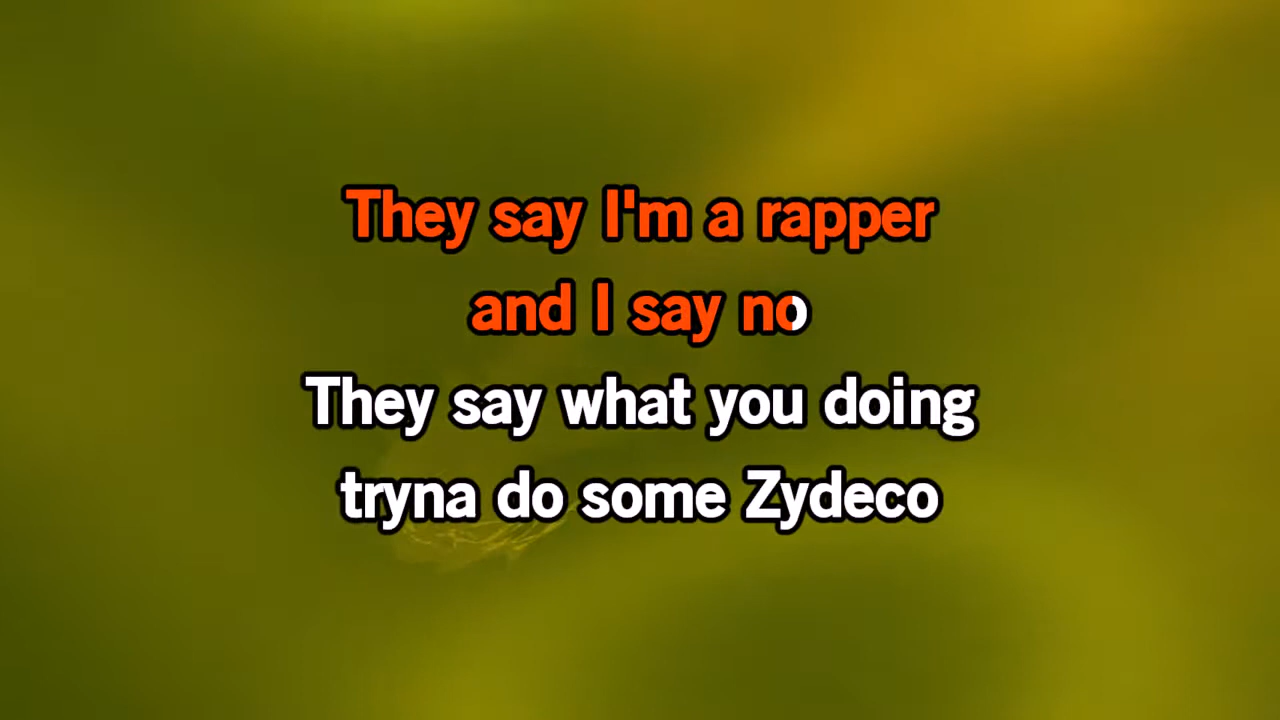 They say I'm a rapper
and I say no
They say what you doing
tryna do some Zydeco